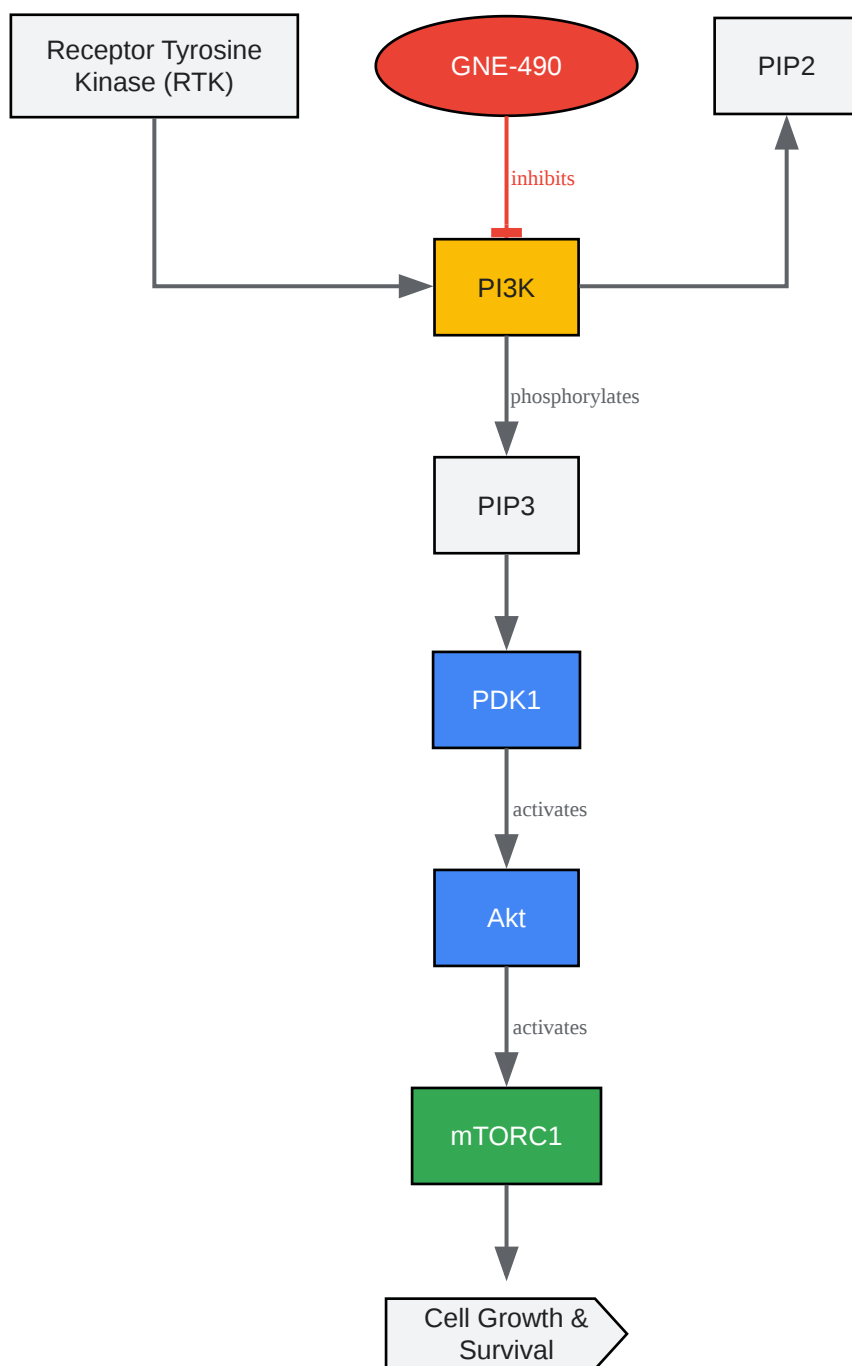 Receptor Tyrosine
Kinase (RTK)
GNE-490
PIP2
inhibits
PI3K
phosphorylates
PIP3
PDK1
activates
Akt
activates
mTORC1
Cell Growth &
Survival